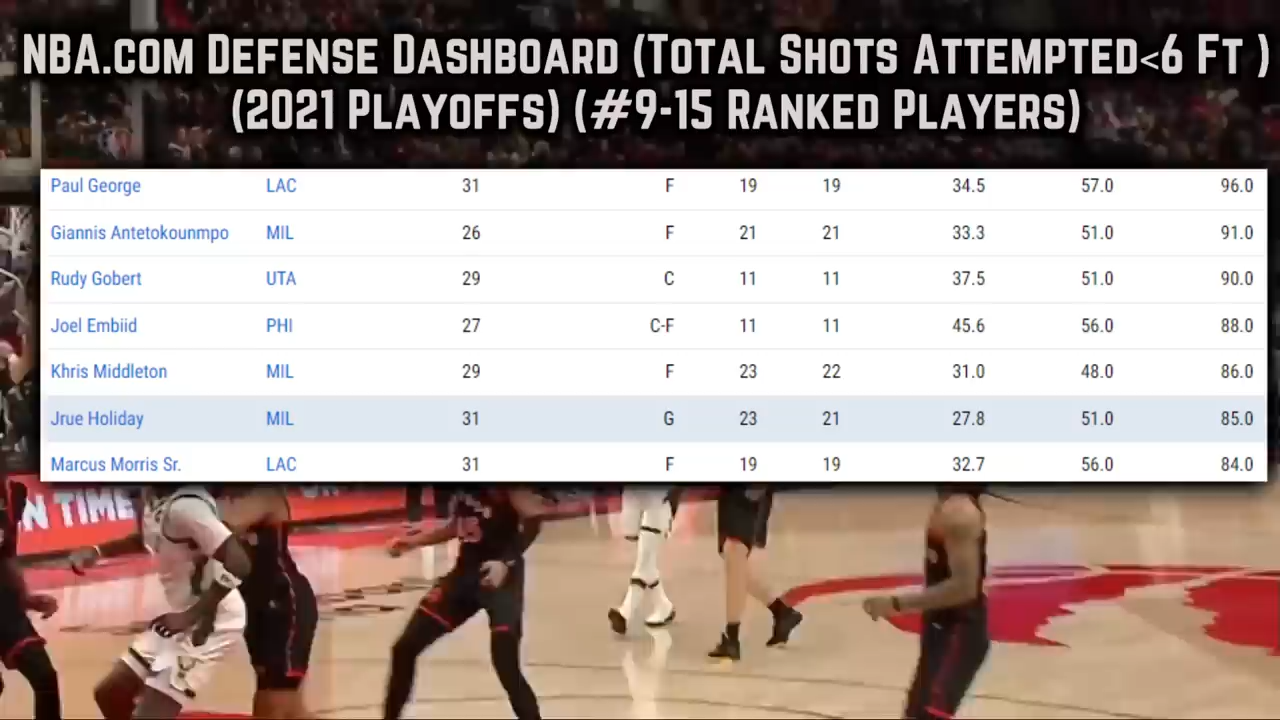 NBA.com Defense Dashboard (Total Shots Attempted<6 Ft )
(2021 Playoffs) (#9-15 Ranked Players)
Paul George LAC 31 F 19 19 34.5 57.0 96.0
Giannis Antetokounmpo MIL 26 F 21 21 33.3 51.0 91.0
Rudy Gobert UTA 29 C 11 11 37.5 51.0 90.0
Joel Embiid PHI 27 C-F 11 11 45.6 56.0 88.0
Khris Middleton MIL 29 F 23 22 31.0 48.0 86.0
Jrue Holiday MIL 31 G 23 21 27.8 51.0 85.0
Marcus Morris Sr. LAC 31 F 19 19 32.7 56.0 84.0
N TIME